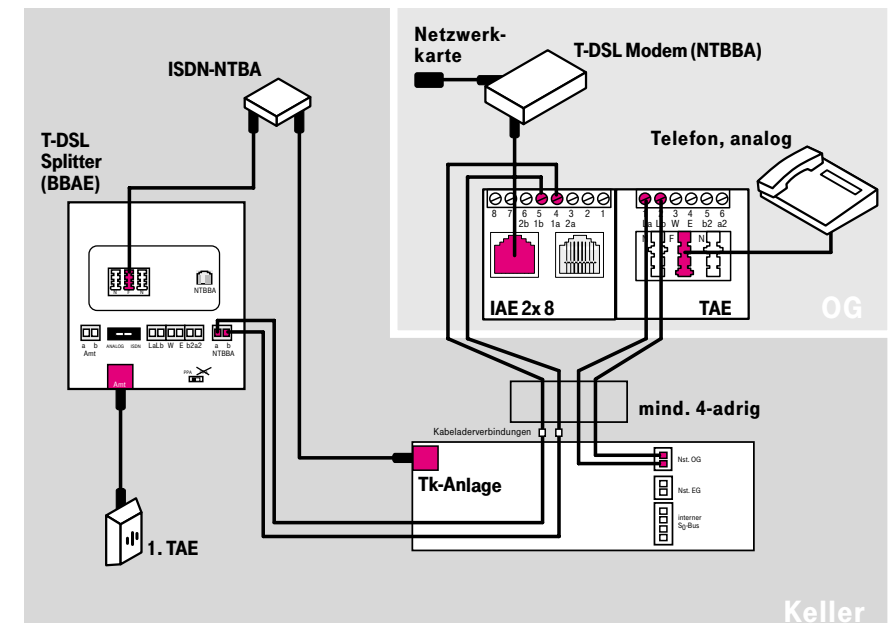 Netzwerk-
karte
T-DSL Modem (NTBBA)
ISDN-NTBA
Telefon, analog
T-DSL
Splitter
(BBAE)
8 7 6 5 4 3 2 1
2b 1b 1a 2a
1 2 3 4 5 6
La Lb W E b2 a2
N F N
IAE 2x 8
TAE
OG
N F N
NTBBA
a b
Amt
ANALOG ISDN
LaLb W E b2a2
a b
NTBBA
PPA
Amt
mind. 4-adrig
Kabeladerverbindungen
Tk-Anlage
Nst. OG
Nst. EG
interner
S0-Bus
1. TAE
Keller